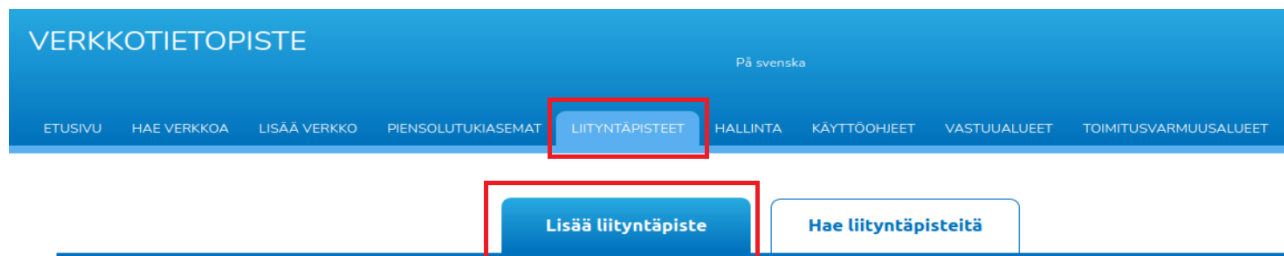 VERKKOTIETOPISTE
På svenska
ETUSIVU HAE VERKKOA LISÄÄ VERKKO PIENSOLUTUKIASEMAT LIITYNTÄPISTEET HALLINTA KÄYTTÖOHJEET VASTUUALUEET TOIMITUSVARMUUSALUEET
Lisää liityntäpiste Hae liityntäpisteitä